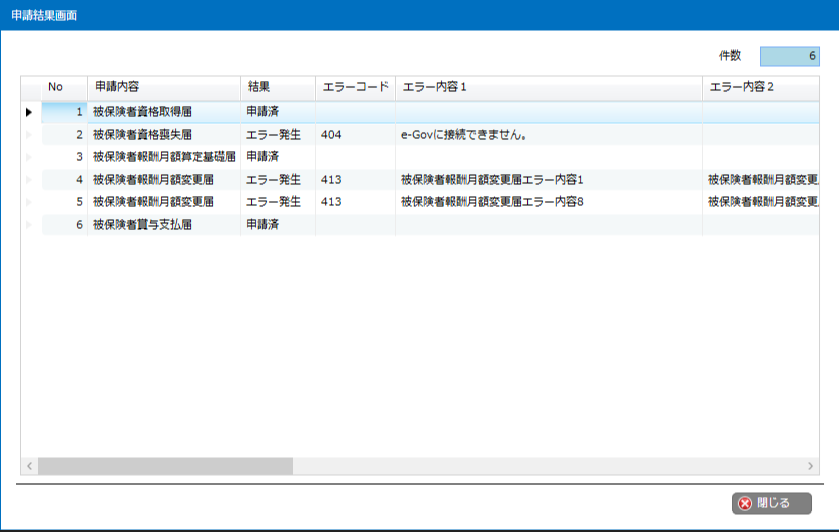 申請結果画面
件数 6
No 申請内容 結果 エラーコード エラー内容1 エラー内容2
1 被保険者資格取得届 申請済
2 被保険者資格喪失届 エラー発生 404 e-Govに接続できません。
3 被保険者報酬月額算定基礎届 申請済
4 被保険者報酬月額変更届 エラー発生 413 被保険者報酬月額変更届エラー内容1 被保険者報酬月額変更
5 被保険者報酬月額変更届 エラー発生 413 被保険者報酬月額変更届エラー内容8 被保険者報酬月額変更
6 被保険者賞与支払届 申請済
閉じる